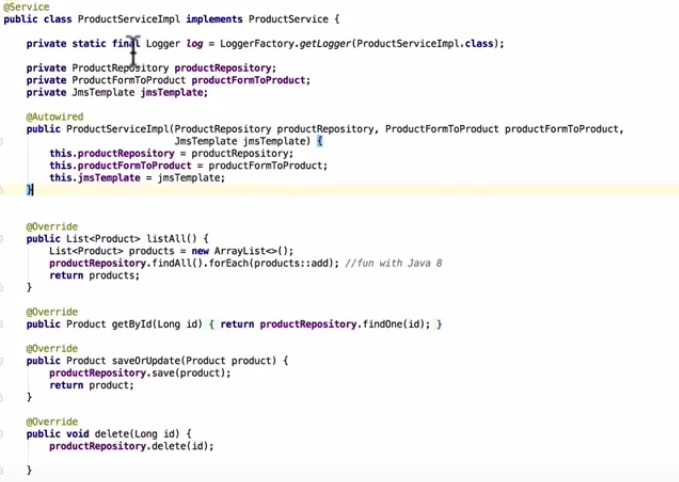 @Service
public class ProductServiceImpl implements ProductService {
private static final Logger log = LoggerFactory.getLogger(ProductServiceImpl.class);
private ProductRepository productRepository;
private ProductFormToProduct productFormToProduct;
private JmsTemplate jmsTemplate;
@Autowired
public ProductServiceImpl(ProductRepository productRepository, ProductFormToProduct productFormToProduct,
JmsTemplate jmsTemplate) {
this.productRepository = productRepository;
this.productFormToProduct = productFormToProduct;
this.jmsTemplate = jmsTemplate;
}
@Override
public List<Product> listAll() {
List<Product> products = new ArrayList<>();
productRepository.findAll().forEach(products::add); //fun with Java 8
return products;
}
@Override
public Product getById(Long id) { return productRepository.findOne(id); }
@Override
public Product saveOrUpdate(Product product) {
productRepository.save(product);
return product;
}
@Override
public void delete(Long id) {
productRepository.delete(id);
}